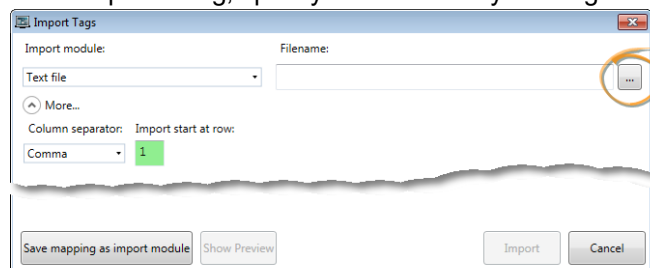 Import Tags
Import module: Filename:
Text file ...
More...
Column separator: Import start at row:
Comma 1
Save mapping as import module Show Preview Import Cancel